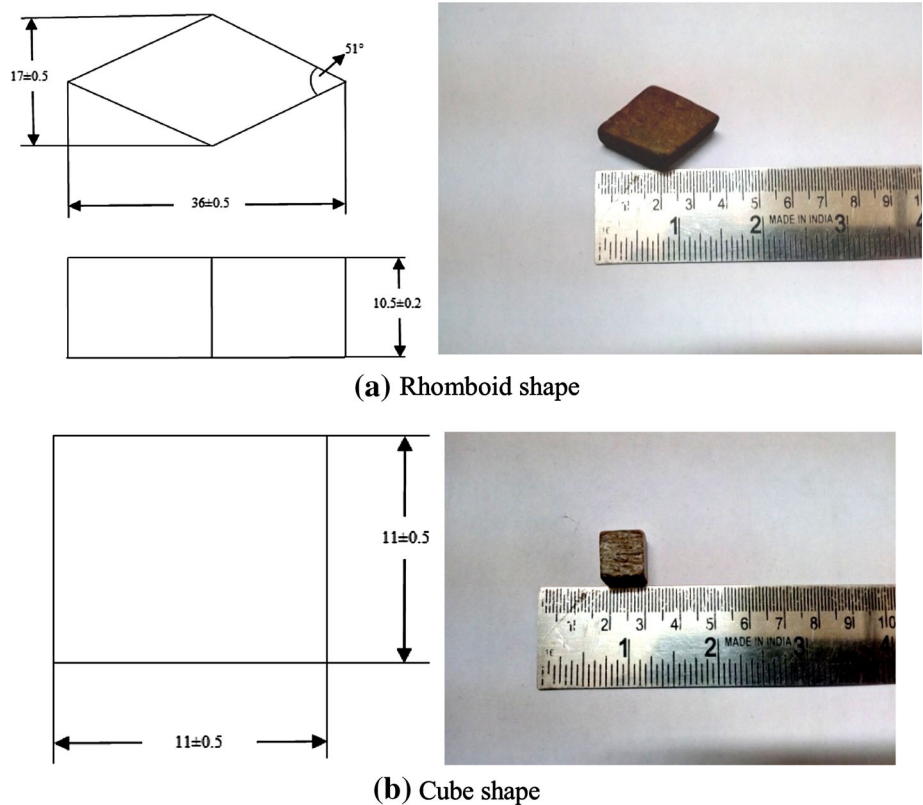 17±0.5
51°
36±0.5
10.5±0.2
1 2 3 4 5 6 7 8 9 1
1 2 MADE IN INDIA 3 4
(a) Rhomboid shape
11±0.5
11±0.5
1 2 3 4 5 6 7 8 9 10
1 2 MADE IN INDIA 3 4
(b) Cube shape